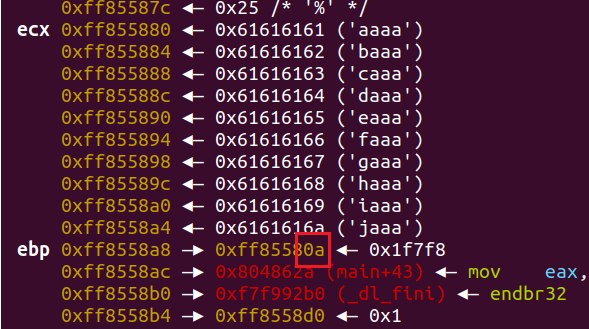 0xff85587c ◂— 0x25 /* '%' */
ecx 0xff855880 ◂— 0x61616161 ('aaaa')
0xff855884 ◂— 0x61616162 ('baaa')
0xff855888 ◂— 0x61616163 ('caaa')
0xff85588c ◂— 0x61616164 ('daaa')
0xff855890 ◂— 0x61616165 ('eaaa')
0xff855894 ◂— 0x61616166 ('faaa')
0xff855898 ◂— 0x61616167 ('gaaa')
0xff85589c ◂— 0x61616168 ('haaa')
0xff8558a0 ◂— 0x61616169 ('iaaa')
0xff8558a4 ◂— 0x6161616a ('jaaa')
ebp 0xff8558a8 —▸ 0xff85580a ◂— 0x1f7f8
0xff8558ac —▸ 0x804862a (main+43) ◂— mov eax,
0xff8558b0 —▸ 0xf7f992b0 (_dl_fini) ◂— endbr32
0xff8558b4 —▸ 0xff8558d0 ◂— 0x1